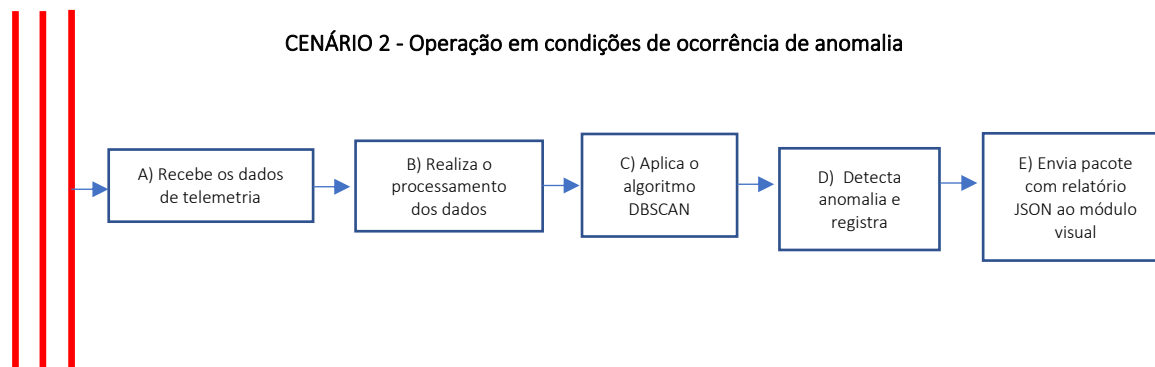 CENÁRIO 2 - Operação em condições de ocorrência de anomalia
A) Recebe os dados
de telemetria
B) Realiza o
processamento
dos dados
C) Aplica o
algoritmo
DBSCAN
D) Detecta
anomalia e
registra
E) Envia pacote
com relatório
JSON ao módulo
visual